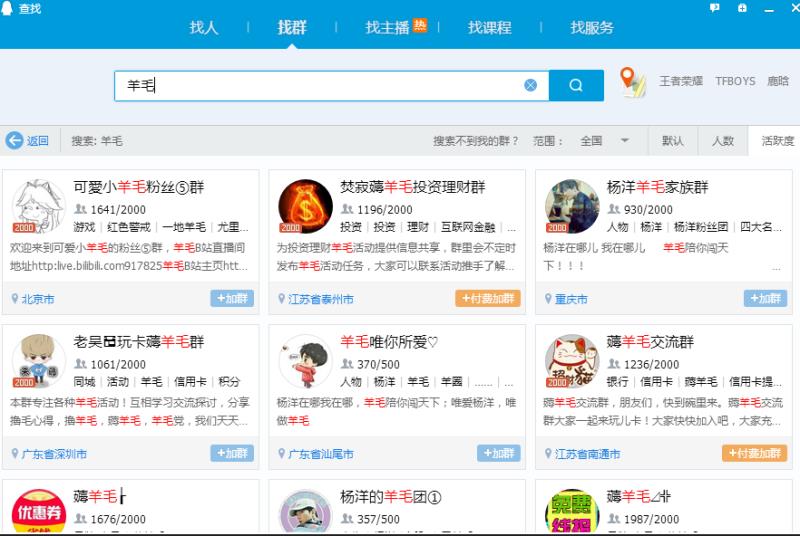 查找
找人 找群 找主播 热 找课程 找服务
羊毛
王者荣耀 TFBOYS 鹿晗
返回 搜索: 羊毛 搜索不到我的群？ 范围： 全国 默认 人数 活跃度
可愛小羊毛粉丝⑤群
1641/2000
2000
游戏 | 红色警戒 | 一地羊毛 | 尤里...
欢迎来到可爱小羊毛的粉丝⑤群，羊毛B站直播间
地址http:live.bilibili.com917825羊毛B站主页htt...
北京市 +加群
焚寂薅羊毛投资理财群
1196/2000
2000
投资 | 投资 | 理财 | 互联网金融 | ...
为投资理财羊毛活动提供信息共享，群里会不定时
发布羊毛活动任务，大家可以联系活动推手了解...
江苏省泰州市 +付费加群
杨洋羊毛家族群
930/2000
2000
人物 | 杨洋 | 杨洋粉丝团 | 四大名...
杨洋在哪儿 我在哪儿 羊毛陪你闯天
下！！！ ...
重庆市 +加群
老吴玩卡薅羊毛群
1061/2000
2000
同城 | 活动 | 羊毛 | 信用卡 | 积分
本群专注各种羊毛活动！互相学习交流探讨，分享
撸毛心得，撸羊毛，薅羊毛，羊毛党，我们天天...
广东省深圳市 +加群
羊毛唯你所爱♡
370/500
人物 | 杨洋 | 羊毛 | 羊圈 | ...... | ...
杨洋在哪我在哪，羊毛陪你闯天下；唯爱杨洋，唯
做羊毛
广东省汕尾市 +加群
薅羊毛交流群
1236/2000
2000
银行 | 信用卡 | 薅羊毛 | 信用卡提...
薅羊毛交流群，朋友们，快到碗里来。薅羊毛交流
群大家一起来玩儿卡！大家快快加入吧，大家充...
江苏省南通市 +付费加群
优惠券
薅羊毛
1676/2000
杨洋的羊毛团①
357/500
免费
线报
薅羊毛
1987/2000